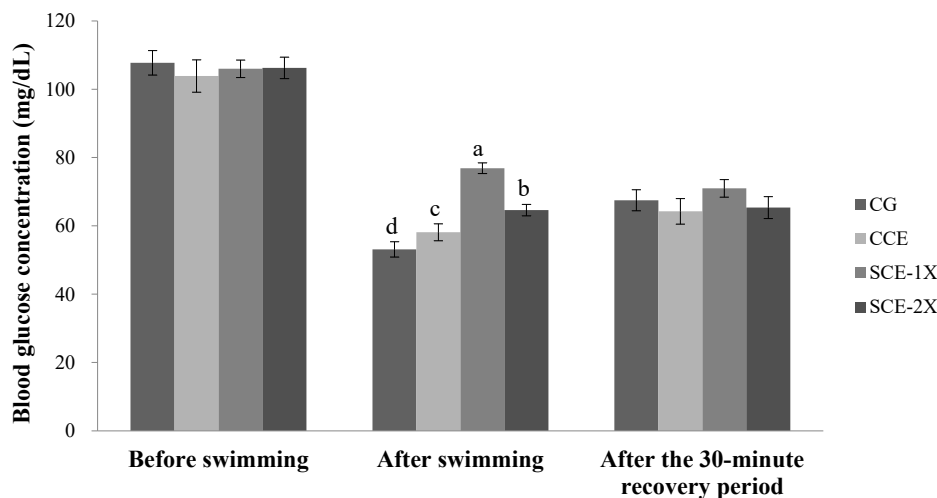 Blood glucose concentration (mg/dL)
120
100
80
60
40
20
0
d
c
a
b
Before swimming
After swimming
After the 30-minute
recovery period
CG
CCE
SCE-1X
SCE-2X